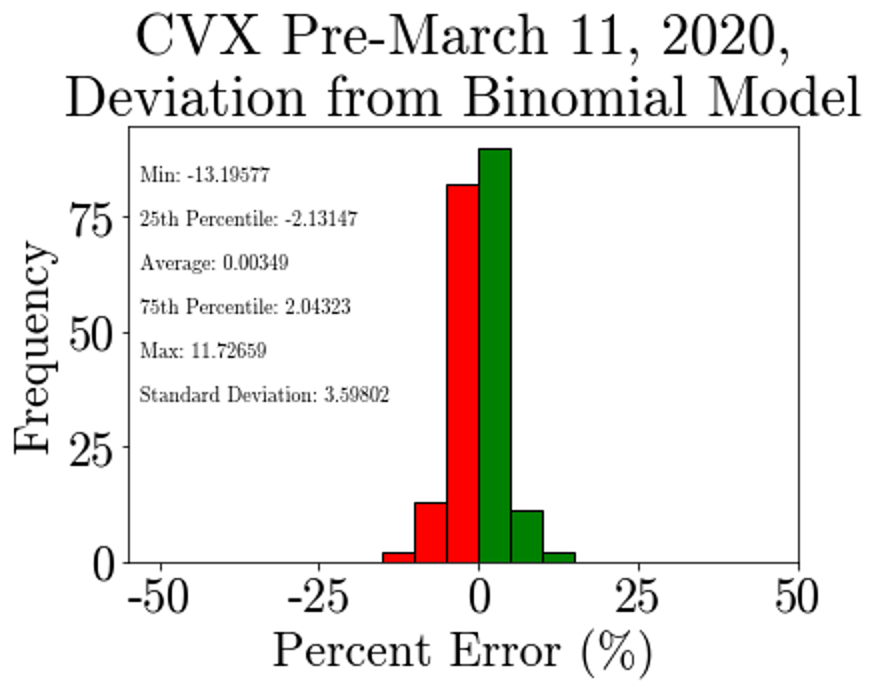 CVX Pre-March 11, 2020,
Deviation from Binomial Model
Min: -13.19577
25th Percentile: -2.13147
Average: 0.00349
75th Percentile: 2.04323
Max: 11.72659
Standard Deviation: 3.59802
Frequency
75
50
25
0
-50 -25 0 25 50
Percent Error (%)